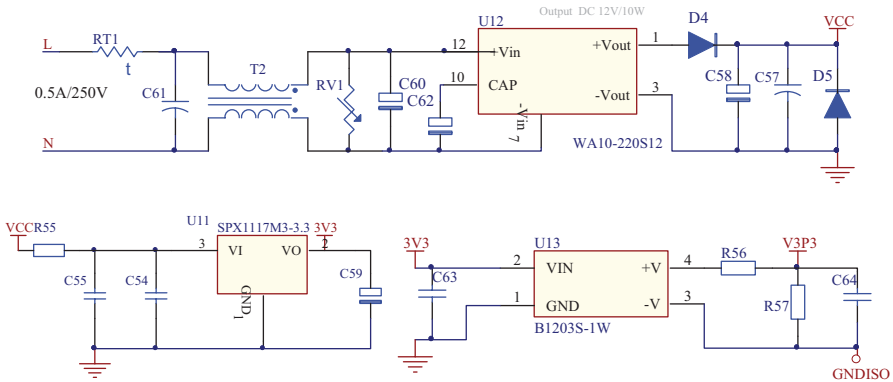 Output DC 12V/10W
U12
D4
VCC
L
RT1
t
T2
12
+Vin
+Vout
1
C61
0.5A/250V
RV1
C60
C62
10
CAP
-Vin
7
-Vout
3
C58
C57
D5
N
WA10-220S12
U11
SPX1117M3-3.3
3V3
VCC
R55
3
VI
VO
2
GND
1
C55
C54
C59
3V3
U13
V3P3
2
VIN
+V
4
R56
C63
1
GND
-V
3
R57
C64
B1203S-1W
GNDISO